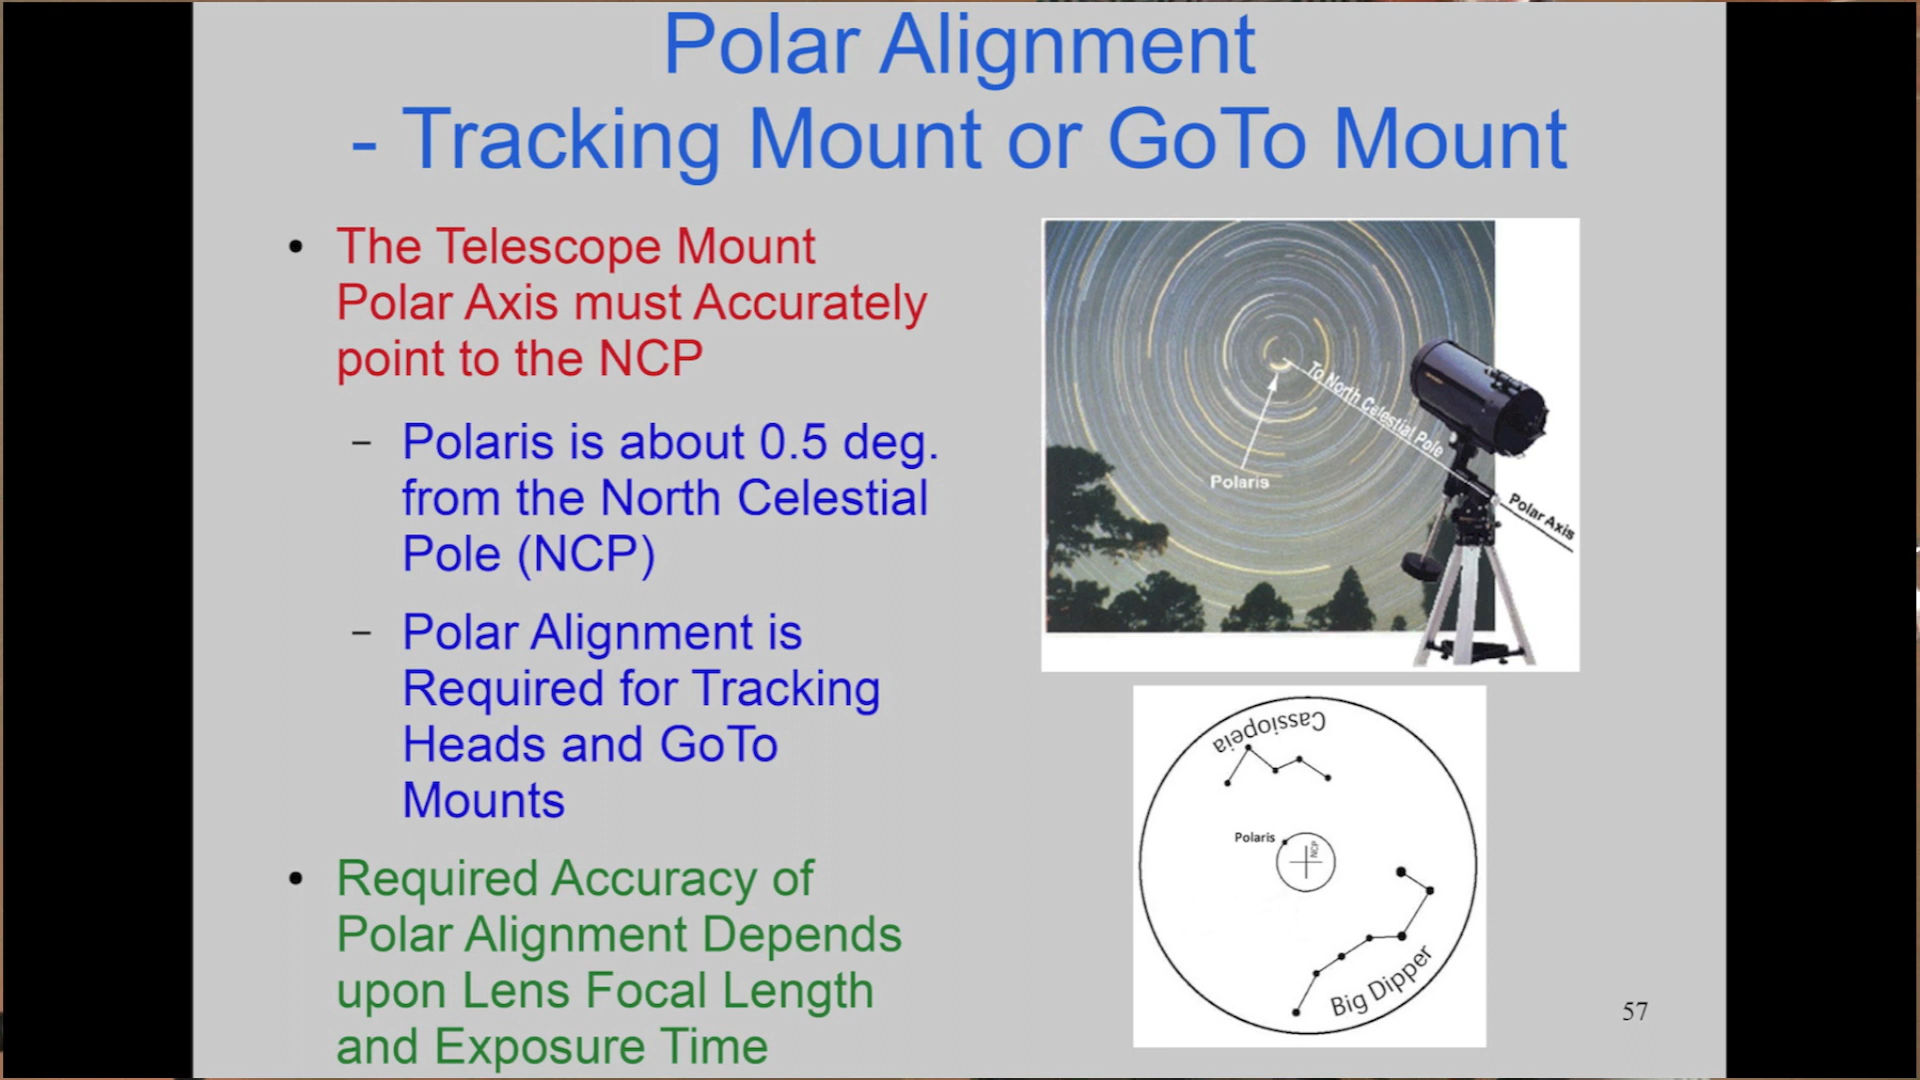 Polar Alignment
- Tracking Mount or GoTo Mount
• The Telescope Mount
Polar Axis must Accurately
point to the NCP
– Polaris is about 0.5 deg.
from the North Celestial
Pole (NCP)
– Polar Alignment is
Required for Tracking
Heads and GoTo
Mounts
• Required Accuracy of
Polar Alignment Depends
upon Lens Focal Length
and Exposure Time
To North Celestial Pole
Polaris
Polar Axis
Cassiopeia
Polaris
NCP
Big Dipper
57